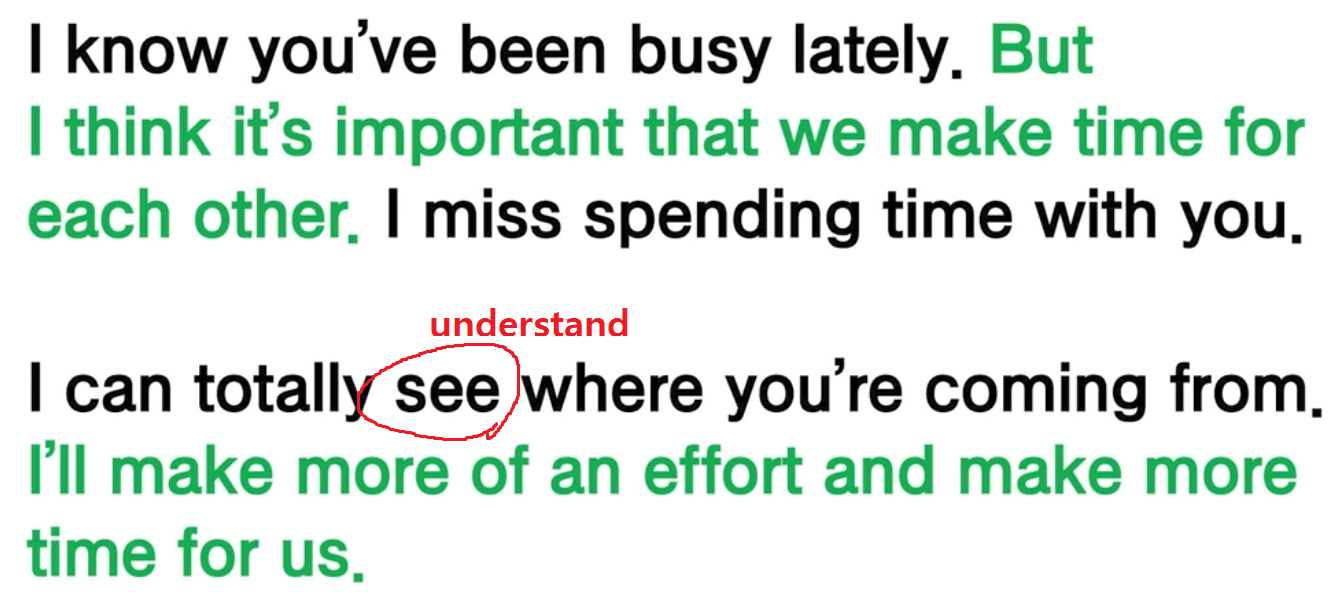 I know you've been busy lately. But
I think it's important that we make time for
each other. I miss spending time with you.
understand
I can totally see where you're coming from.
I'll make more of an effort and make more
time for us.